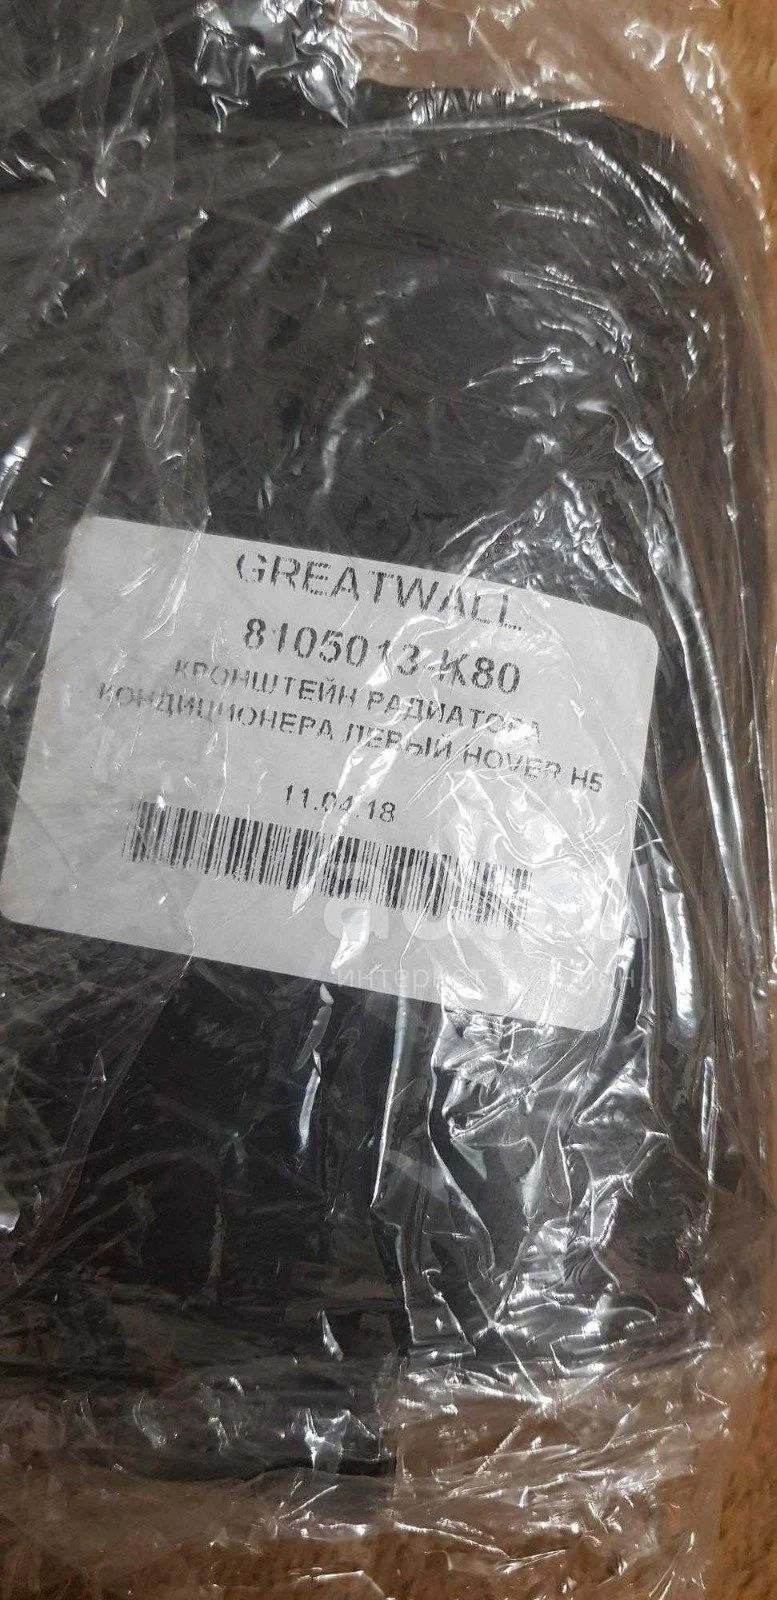 GREATWALL
8105013-K80
КРОНШТЕЙН РАДИАТОРА
КОНДИЦИОНЕРА ЛЕВЫЙ HOVER H5
11.04.18